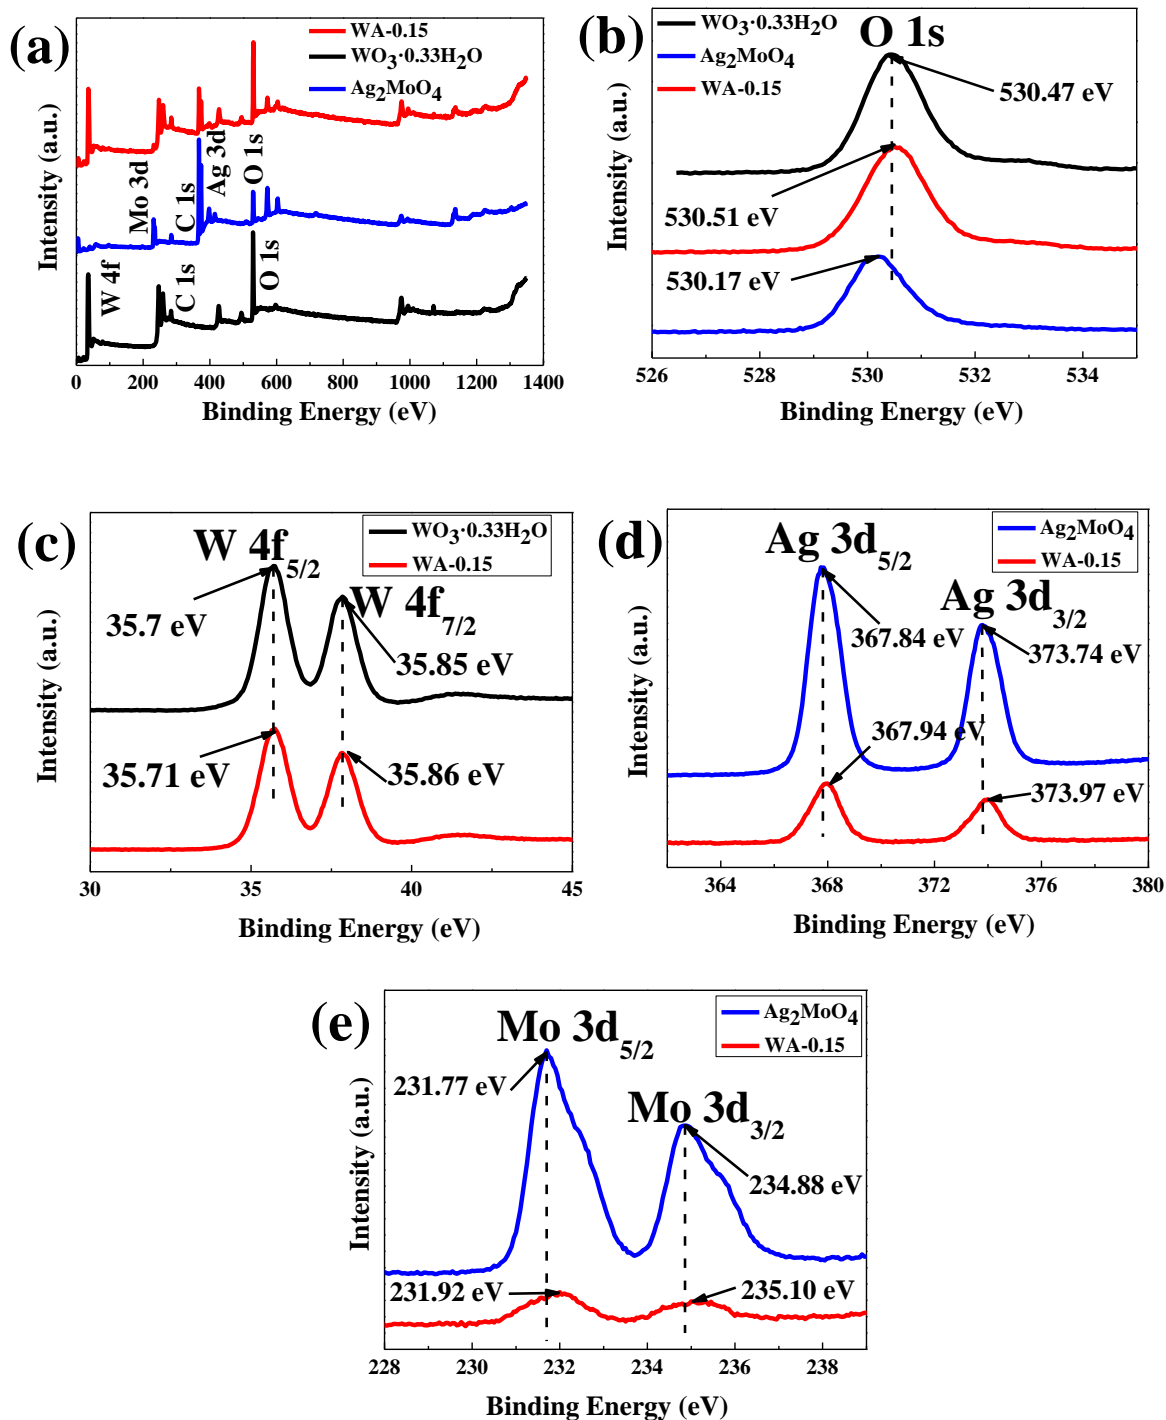 (a)
WA-0.15
WO₃·0.33H₂O
Ag₂MoO₄
Mo 3d
C 1s
Ag 3d
O 1s
W 4f
C 1s
O 1s
Intensity (a.u.)
0 200 400 600 800 1000 1200 1400
Binding Energy (eV)
(b)
WO₃·0.33H₂O
Ag₂MoO₄
WA-0.15
O 1s
530.47 eV
530.51 eV
530.17 eV
Intensity (a.u.)
526 528 530 532 534
Binding Energy (eV)
(c)
WO₃·0.33H₂O
WA-0.15
W 4f5/2
W 4f7/2
35.7 eV
35.85 eV
35.71 eV
35.86 eV
Intensity (a.u.)
30 35 40 45
Binding Energy (eV)
(d)
Ag₂MoO₄
WA-0.15
Ag 3d5/2
Ag 3d3/2
367.84 eV
373.74 eV
367.94 eV
373.97 eV
Intensity (a.u.)
364 368 372 376 380
Binding Energy (eV)
(e)
Ag₂MoO₄
WA-0.15
Mo 3d5/2
Mo 3d3/2
231.77 eV
234.88 eV
231.92 eV
235.10 eV
Intensity (a.u.)
228 230 232 234 236 238
Binding Energy (eV)